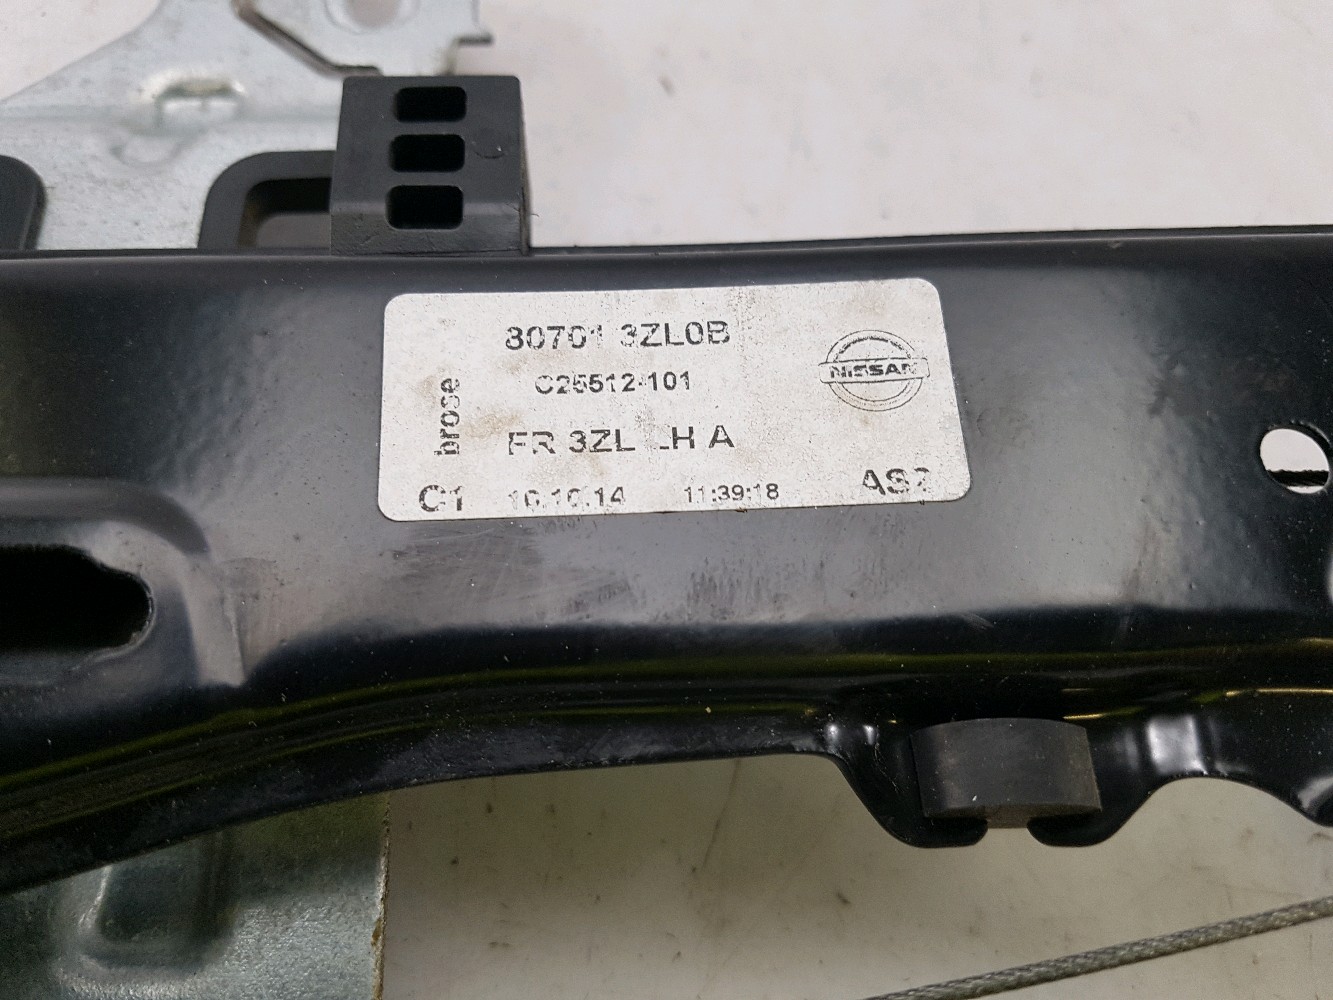 80701 3ZL0B
NISSAN
C25512-101
brose
FR 3ZL LH A
C1 10.10.14 11:39:18 AS2